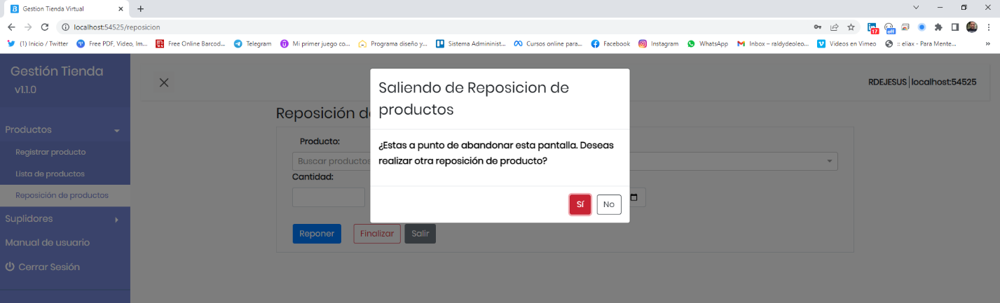 Gestion Tienda Virtual
localhost:54525/reposicion
17
off
(1) Inicio / Twitter
Free PDF, Video, Im...
Free Online Barcod...
Telegram
Mi primer juego co...
Programa diseño y...
Sistema Admininist...
Cursos online para...
Facebook
Instagram
WhatsApp
Inbox – raldydeoleo...
Videos en Vimeo
:: eliax - Para Mente...
»
Gestión Tienda
v1.1.0
RDEJESUS localhost:54525
Productos
Registrar producto
Lista de productos
Reposición de productos
Suplidores
Manual de usuario
Cerrar Sesión
Reposición d
Producto:
Buscar productos
Cantidad:
Reponer
Finalizar
Salir
Saliendo de Reposicion de
productos
¿Estas a punto de abandonar esta pantalla. Deseas
realizar otra reposición de producto?
Sí
No